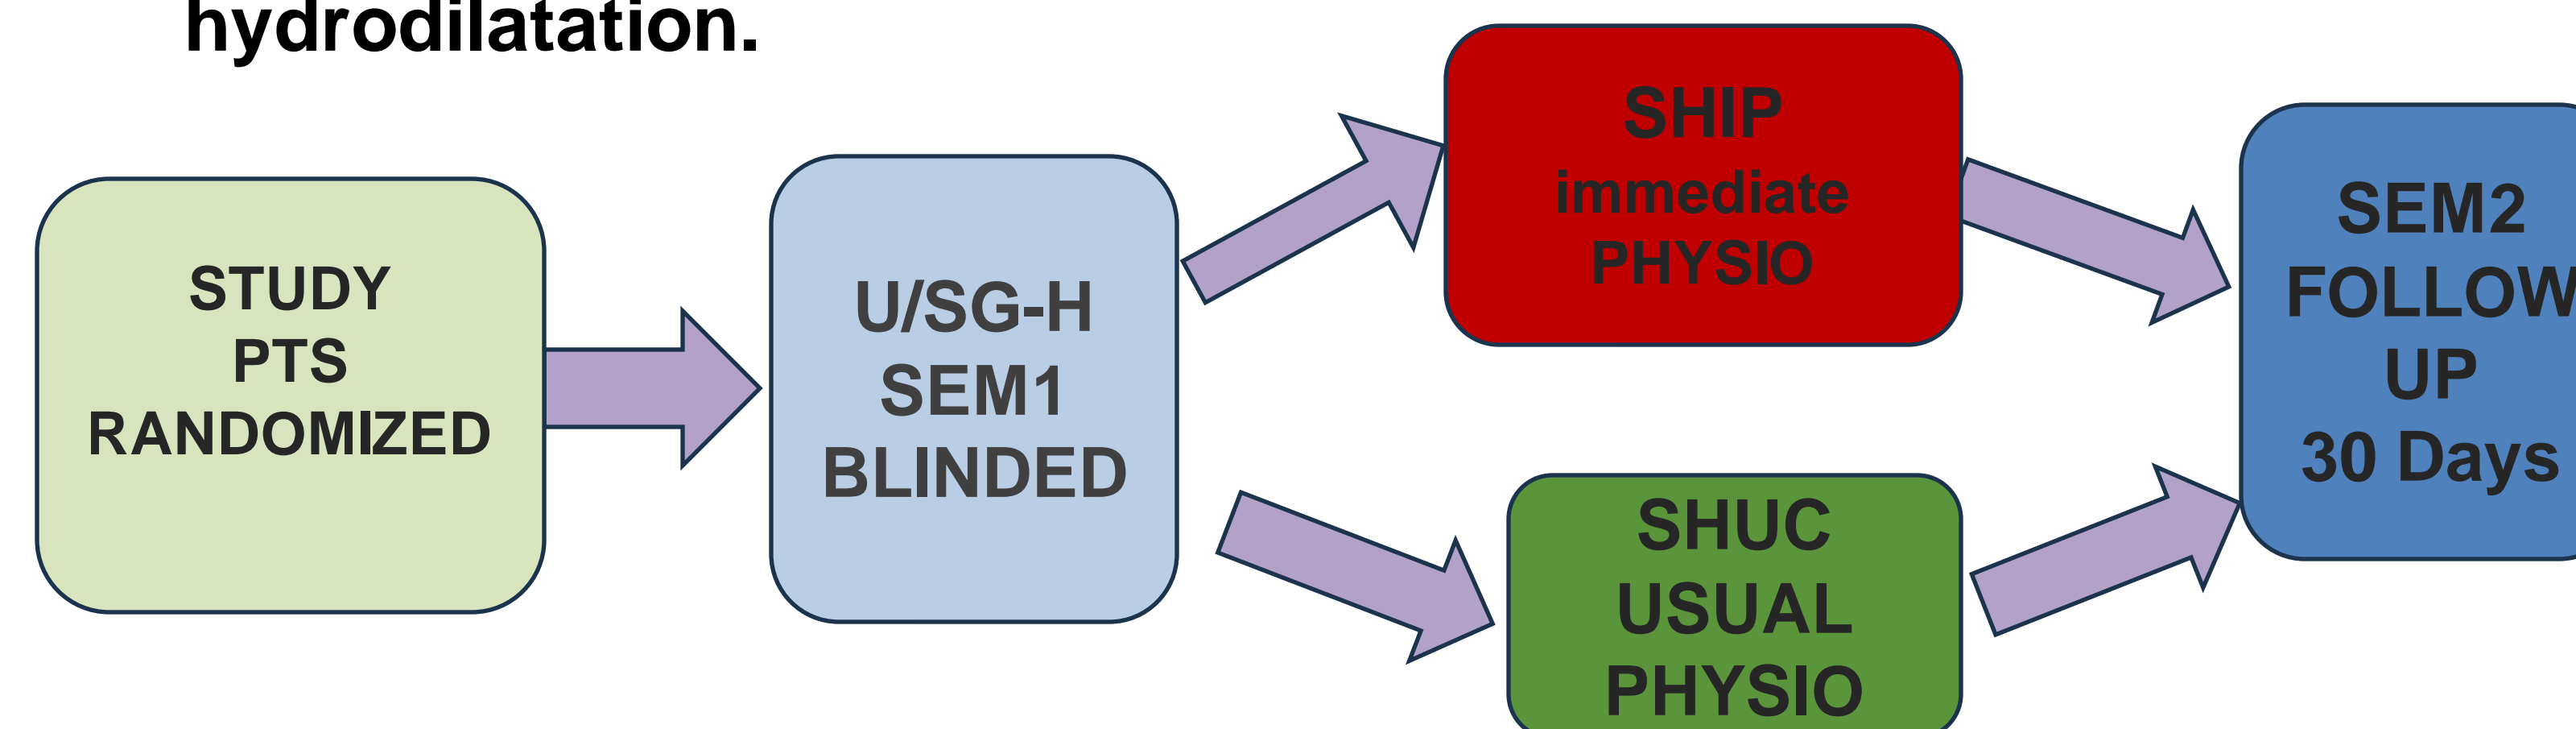 hydrodilatation.
STUDY
PTS
RANDOMIZED
U/SG-H
SEM1
BLINDED
SHIP
immediate
PHYSIO
SHUC
USUAL
PHYSIO
SEM2
FOLLOW
UP
30 Days